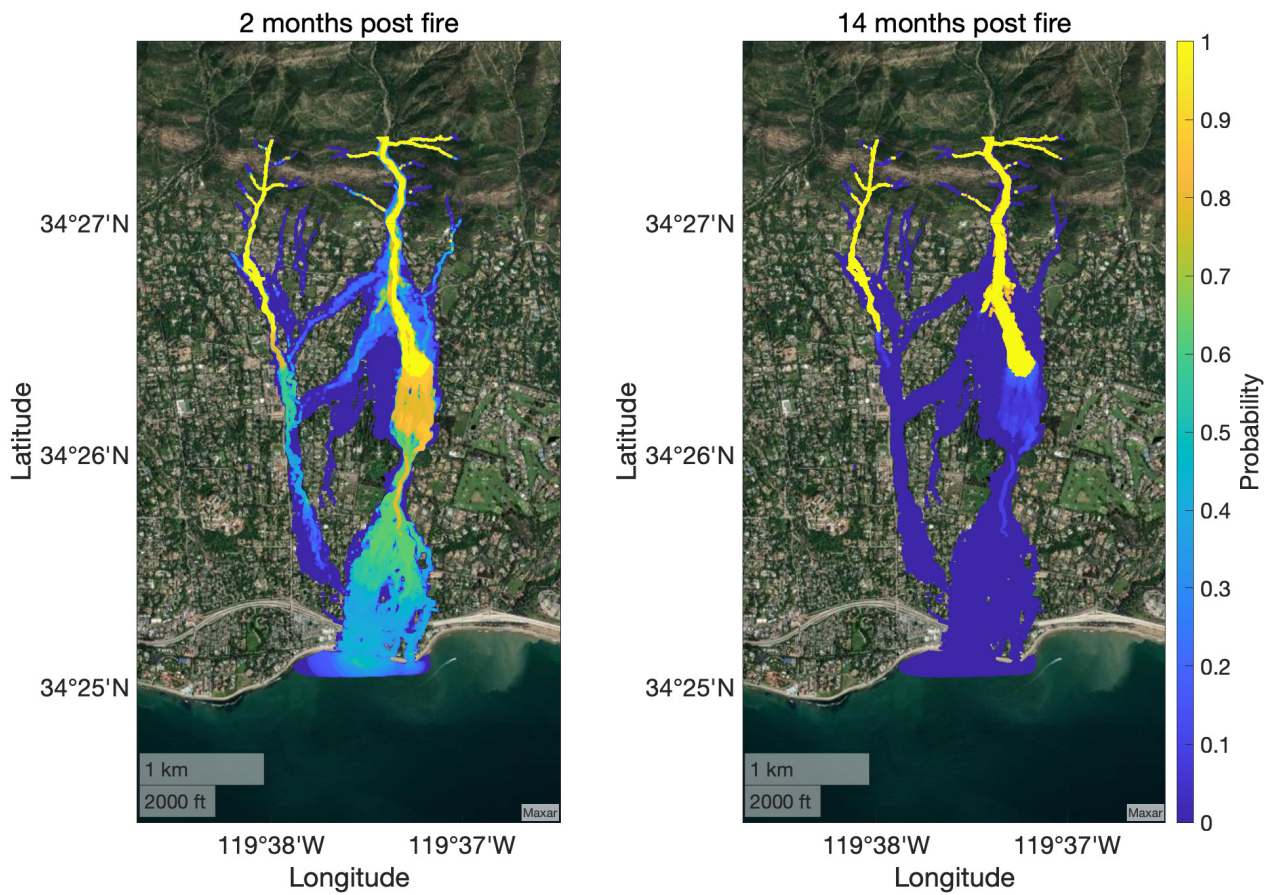 2 months post fire
34°27'N
34°26'N
34°25'N
Latitude
1 km
2000 ft
Maxar
119°38'W 119°37'W
Longitude
14 months post fire
34°27'N
34°26'N
34°25'N
Latitude
1 km
2000 ft
Maxar
119°38'W 119°37'W
Longitude
1
0.9
0.8
0.7
0.6
0.5
0.4
0.3
0.2
0.1
0
Probability